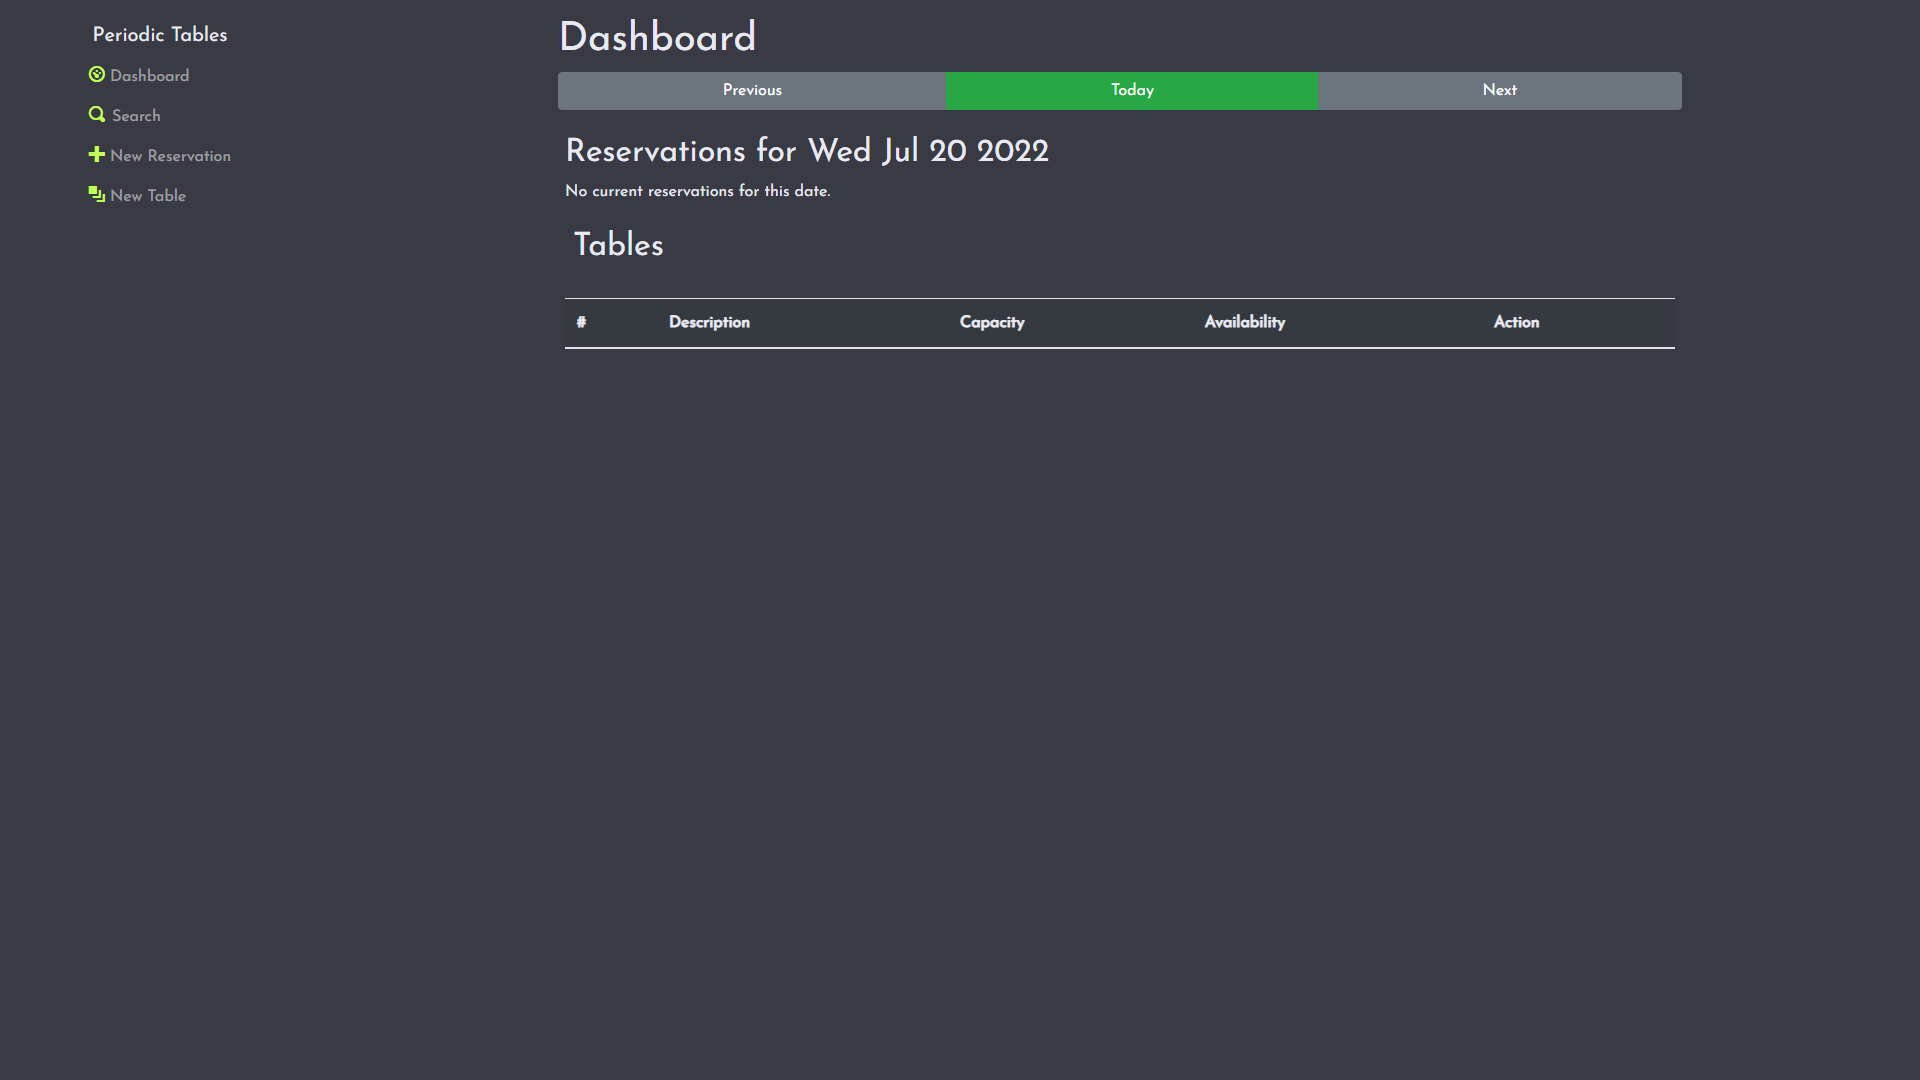 Periodic Tables
Dashboard
Search
New Reservation
New Table
Dashboard
Previous Today Next
Reservations for Wed Jul 20 2022
No current reservations for this date.
Tables
# Description Capacity Availability Action